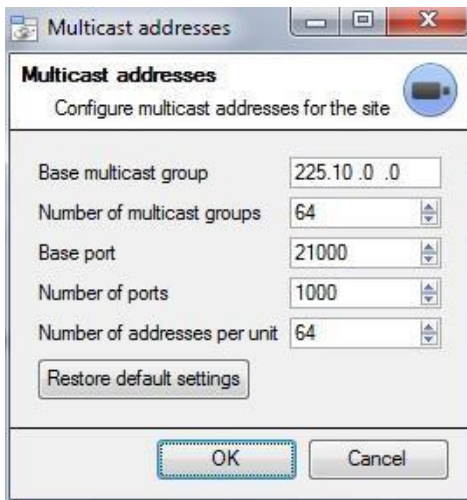 Multicast addresses
Multicast addresses
Configure multicast addresses for the site
Base multicast group 225.10 .0 .0
Number of multicast groups 64
Base port 21000
Number of ports 1000
Number of addresses per unit 64
Restore default settings
OK Cancel